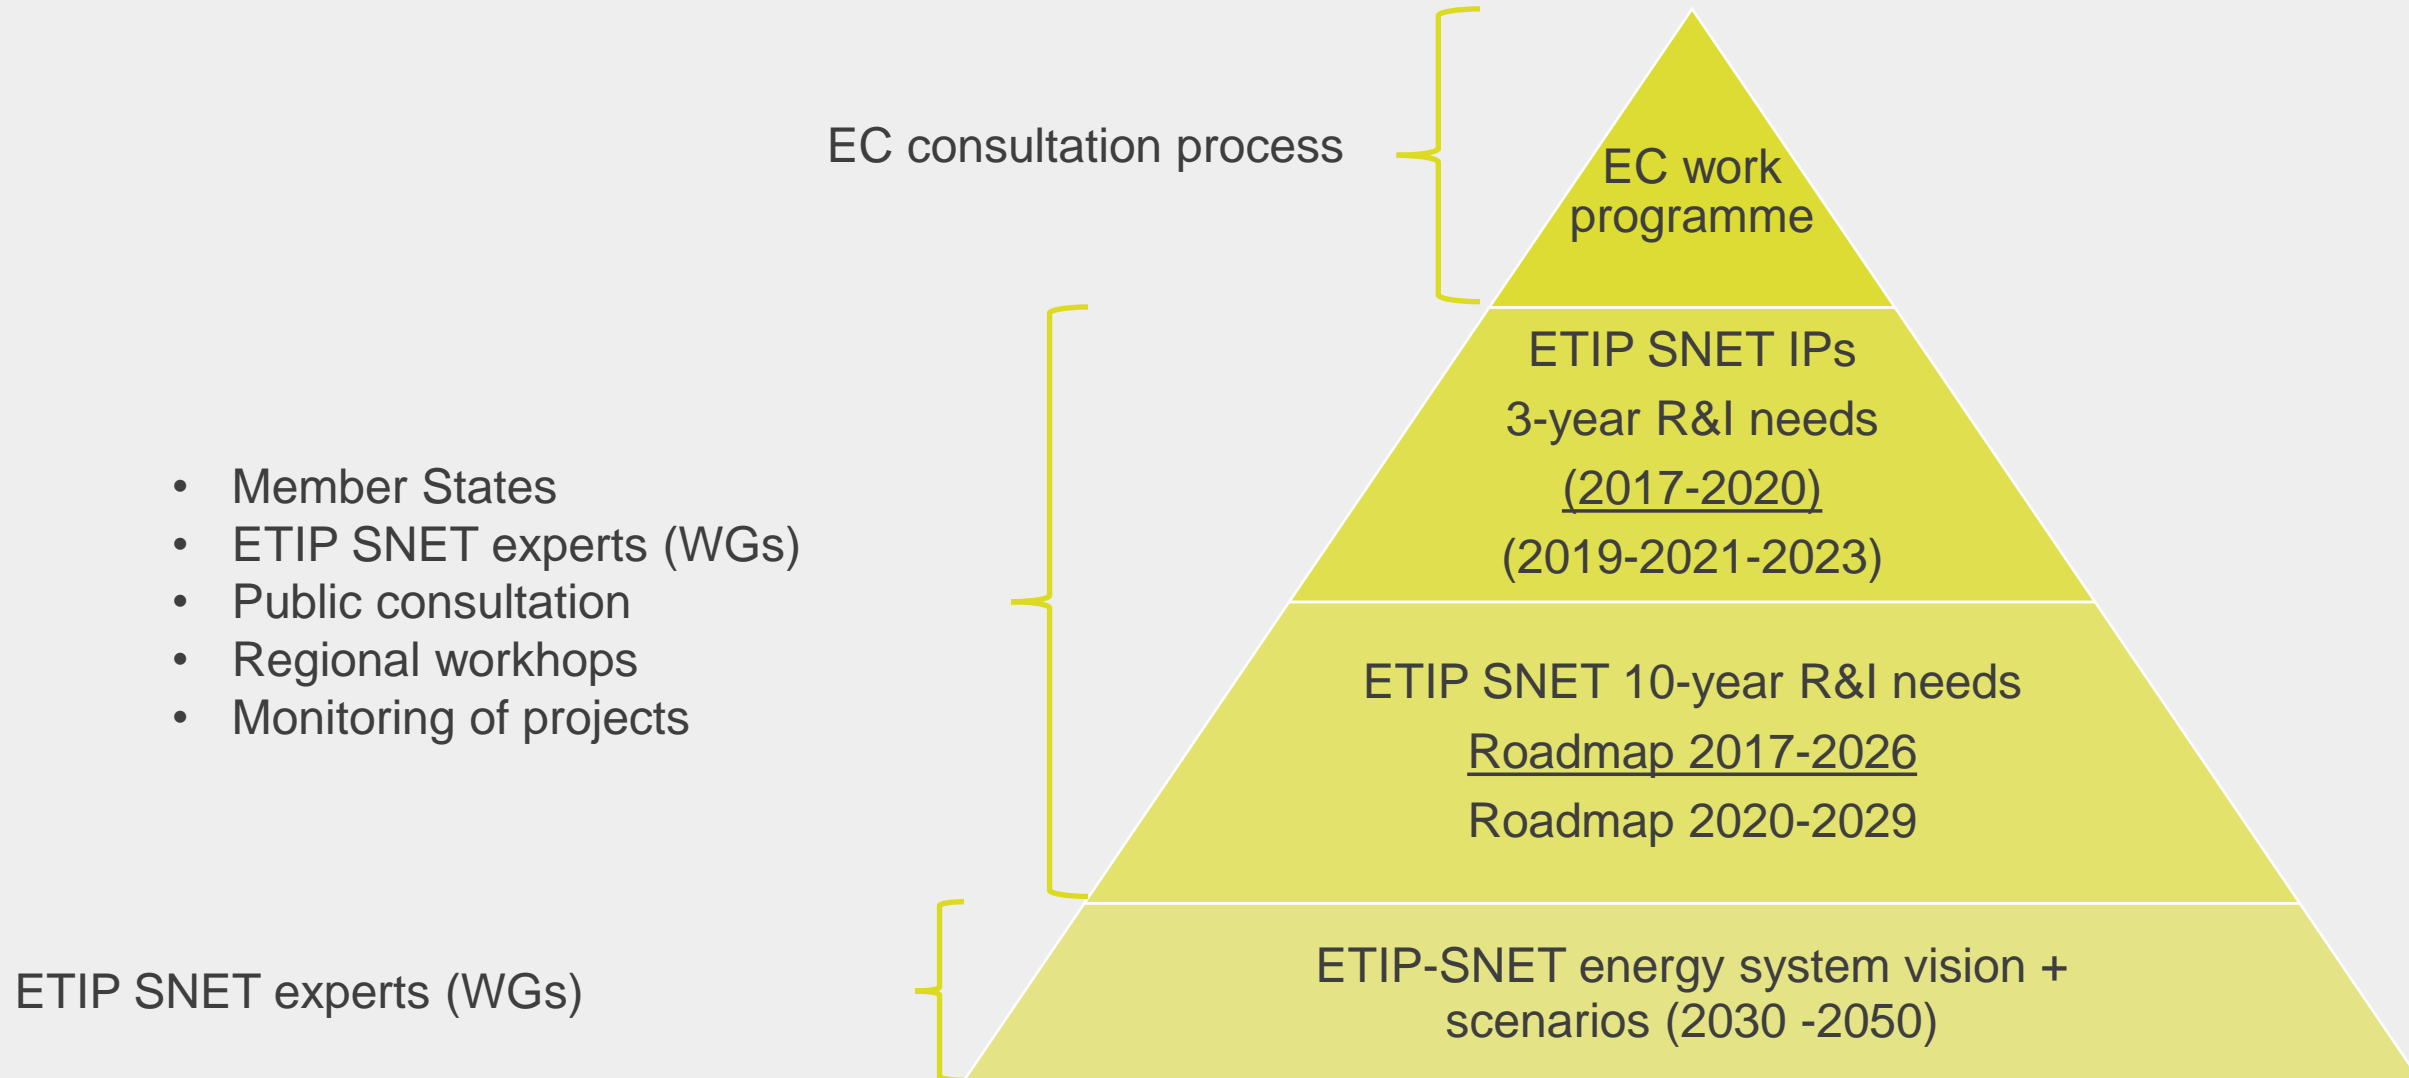 EC consultation process
EC work
programme
ETIP SNET IPs
3-year R&I needs
(2017-2020)
(2019-2021-2023)
• Member States
• ETIP SNET experts (WGs)
• Public consultation
• Regional workhops
• Monitoring of projects
ETIP SNET 10-year R&I needs
Roadmap 2017-2026
Roadmap 2020-2029
ETIP SNET experts (WGs)
ETIP-SNET energy system vision +
scenarios (2030 -2050)